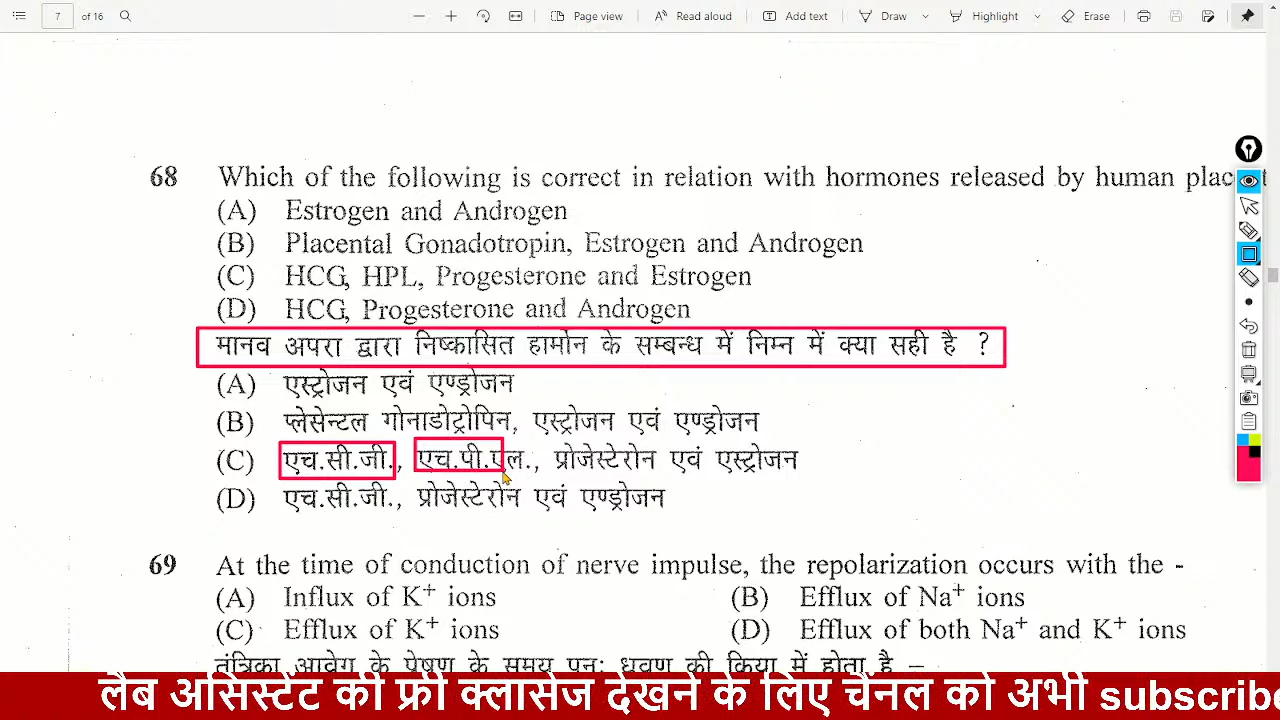 7 of 16 Page view Read aloud Add text Draw Highlight Erase
68 Which of the following is correct in relation with hormones released by human
(A) Estrogen and Androgen
(B) Placental Gonadotropin, Estrogen and Androgen
(C) HCG, HPL, Progesterone and Estrogen
(D) HCG, Progesterone and Androgen
मानव अपरा द्वारा निष्कासित हार्मोन के सम्बन्ध में निम्न में क्या सही है ?
(A) एस्ट्रोजन एवं एण्ड्रोजन
(B) प्लेसेन्टल गोनाडोट्रोपिन, एस्ट्रोजन एवं एण्ड्रोजन
(C) एच.सी.जी., एच.पी.एल., प्रोजेस्टेरोन एवं एस्ट्रोजन
(D) एच.सी.जी., प्रोजेस्टेरोन एवं एण्ड्रोजन
69 At the time of conduction of nerve impulse, the repolarization occurs with the -
(A) Influx of K⁺ ions (B) Efflux of Na⁺ ions
(C) Efflux of K⁺ ions (D) Efflux of both Na⁺ and K⁺ ions
तंत्रिका आवेग के प्रेषण के समय पुनः ध्रुवण की क्रिया में होता है –
लैब असिस्टेंट की फ्री क्लासेज देखने के लिए चैंनल को अभी subscribe